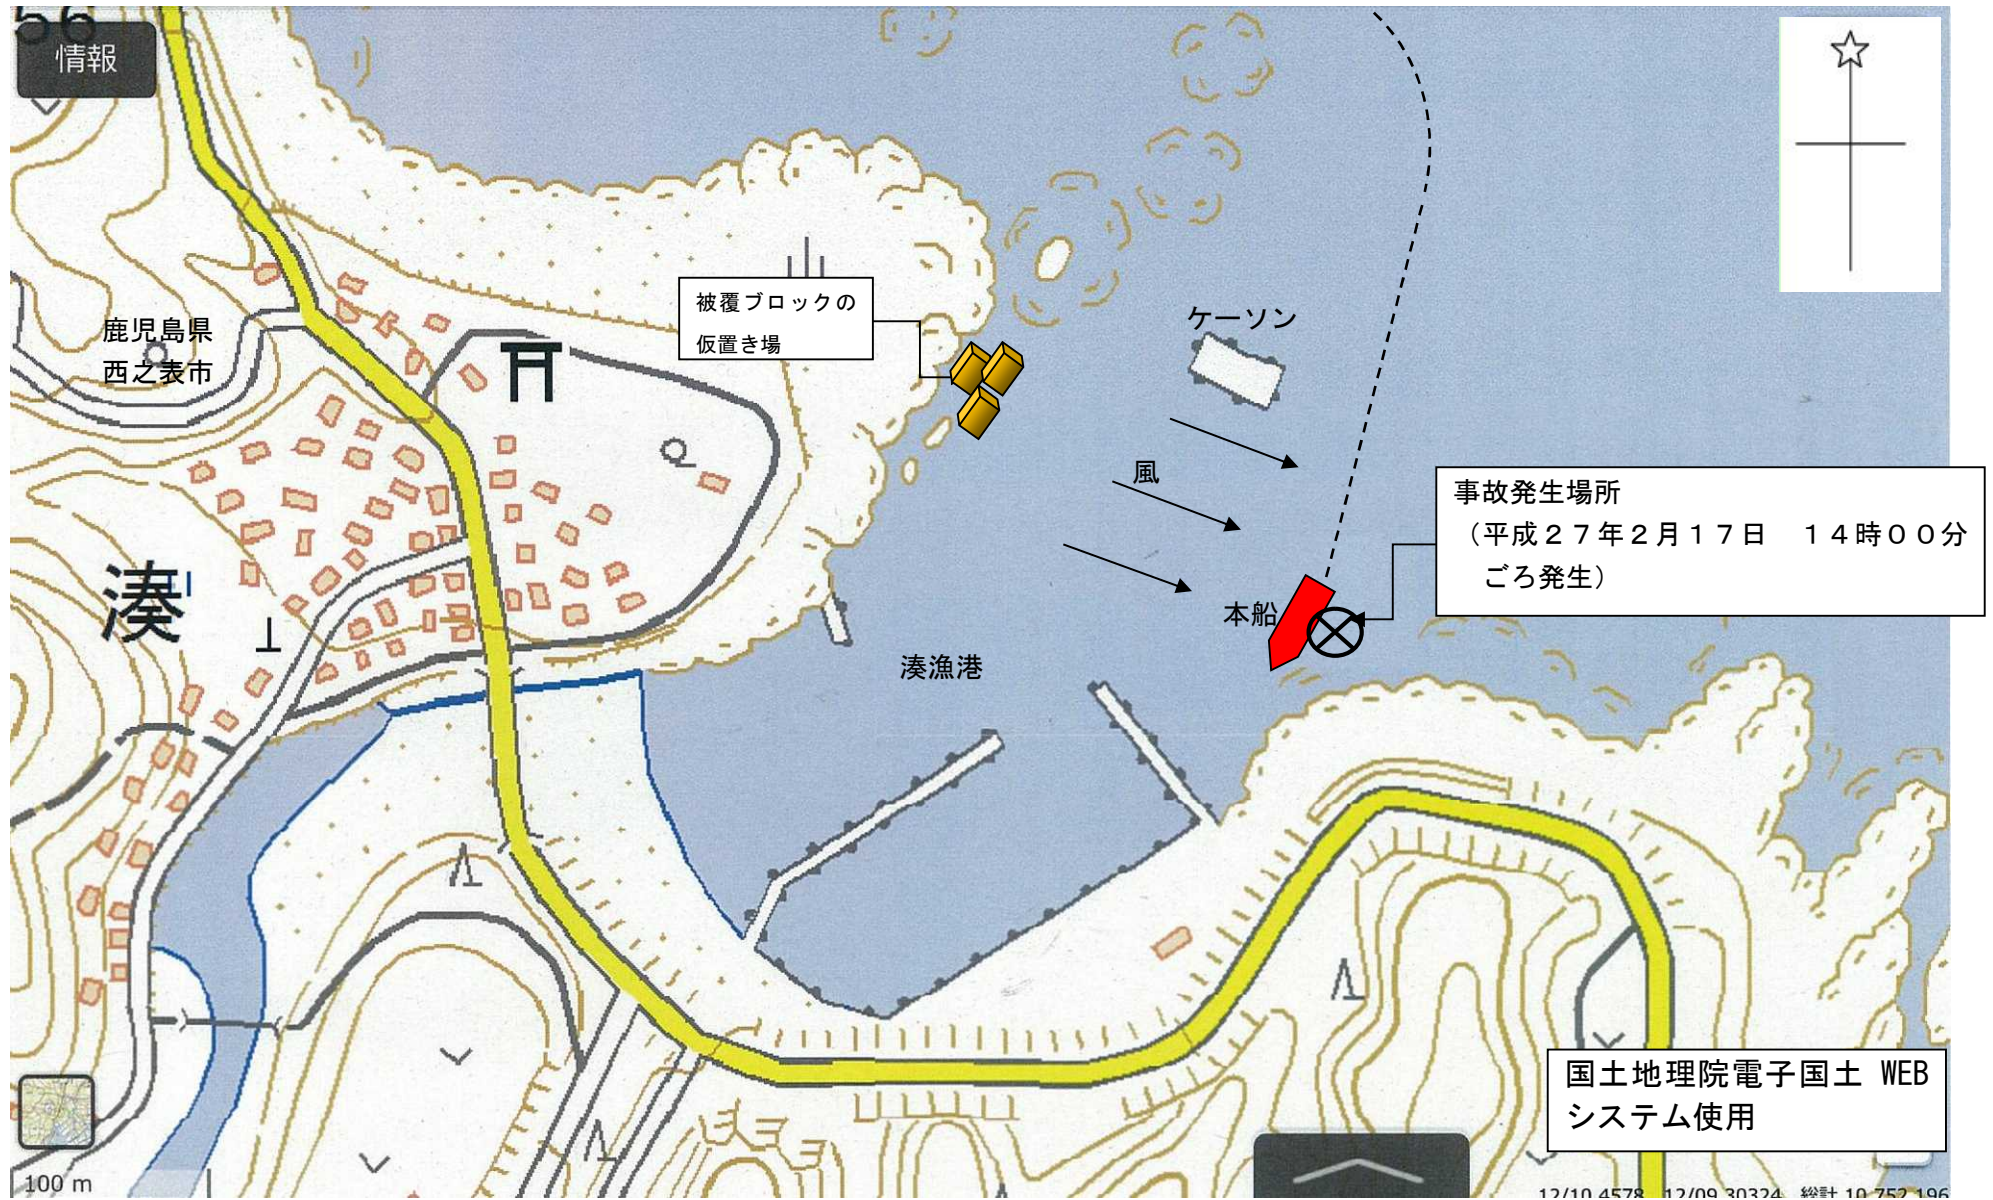 56
情報
鹿児島県
西之表市
被覆ブロックの
仮置き場
ケーソン
風
事故発生場所
（平成２７年２月１７日　１４時００分
ごろ発生）
本船
湊漁港
湊
国土地理院電子国土 WEB
システム使用
100 m